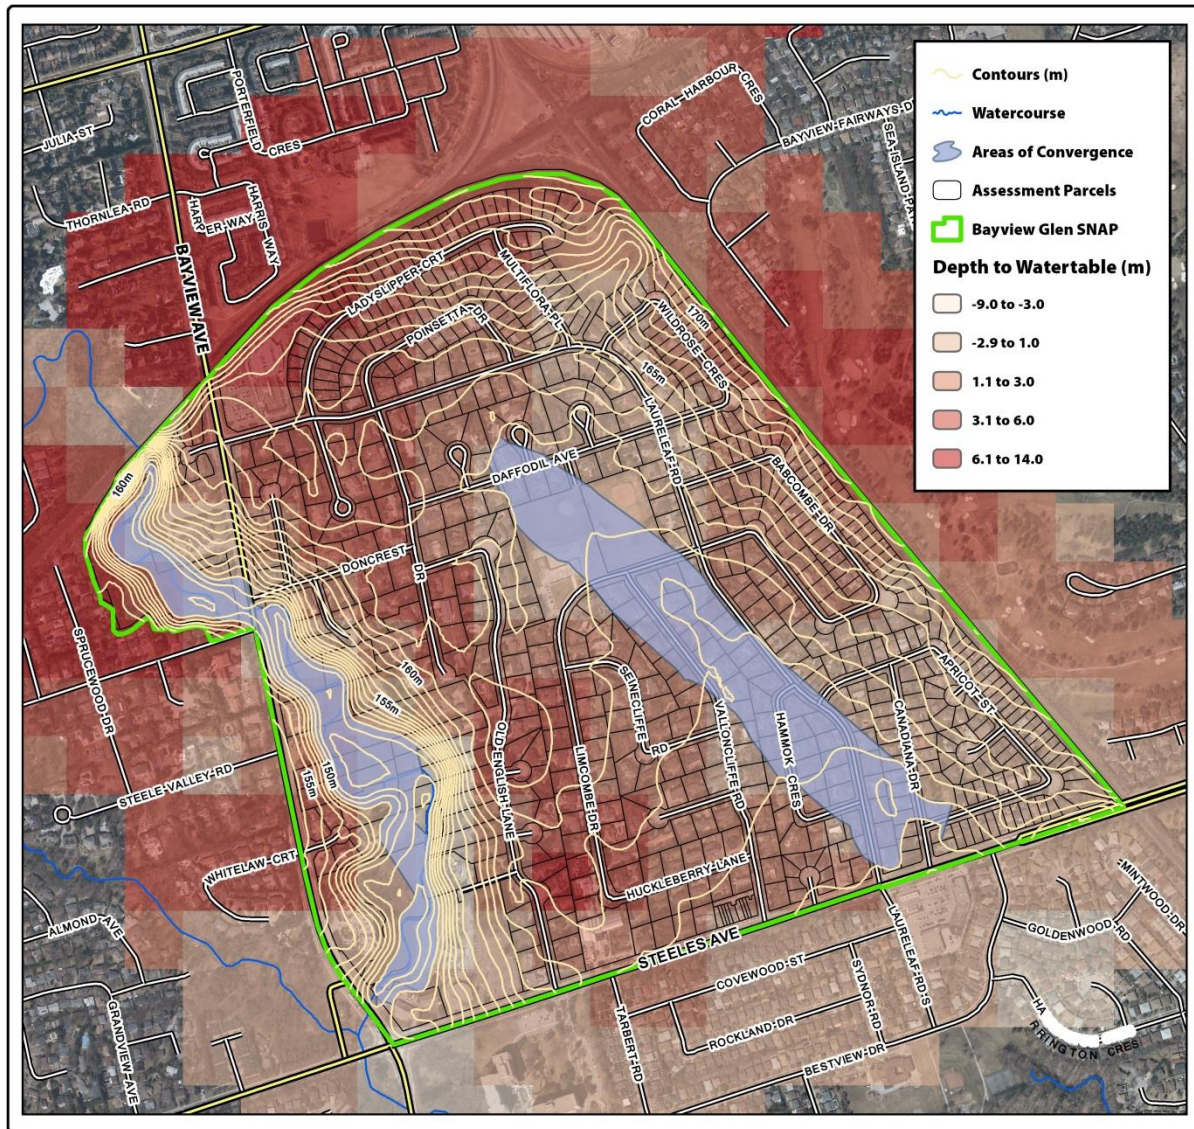 Contours (m)
Watercourse
Areas of Convergence
Assessment Parcels
Bayview Glen SNAP
Depth to Watertable (m)
-9.0 to -3.0
-2.9 to 1.0
1.1 to 3.0
3.1 to 6.0
6.1 to 14.0
JULIA ST
PORTERFIELD
CRES
THORNLEA RD
HARPER WAY
HARRIS WAY
BAYVIEW AVE
CORAL HARBOUR CRES
BAYVIEW FAIRWAYS D
SEA ISLAND PA
LADYSLIPPER CRT
MULTIFLORA PL
POINSETTA DR
WILDROSE CRES
170m
165m
LAURELEAF RD
DAFFODIL AVE
BABCOMBE DR
160m
DONCREST DR
SPRUCEWOOD DR
160m
155m
150m
155m
STEELE VALLEY RD
OLD ENGLISH LANE
LIMCOMBE DR
SEINECLIFFE RD
VALLONCLIFFE RD
HAMMOK CRES
CANADIANA DR
APRICOT ST
WHITELAW CRT
HUCKLEBERRY LANE
STEELES AVE
ALMOND AVE
GRANDVIEW AVE
TARBERT RD
COVEWOOD ST
ROCKLAND DR
SYDNOR RD
BESTVIEW DR
LAURELEAF RD S
GOLDENWOOD RD
MINTWOOD DR
HA
RRINGTON CRES